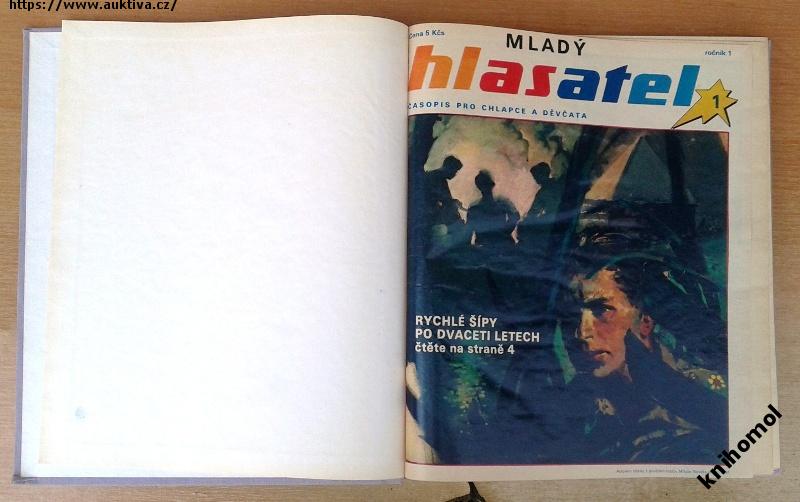 https://www.auktiva.cz/
Cena 5 Kčs
MLADÝ
ročník 1
hlasatel
1
ČASOPIS PRO CHLAPCE A DĚVČATA
RYCHLÉ ŠÍPY
PO DVACETI LETECH
čtěte na straně 4
knihomol